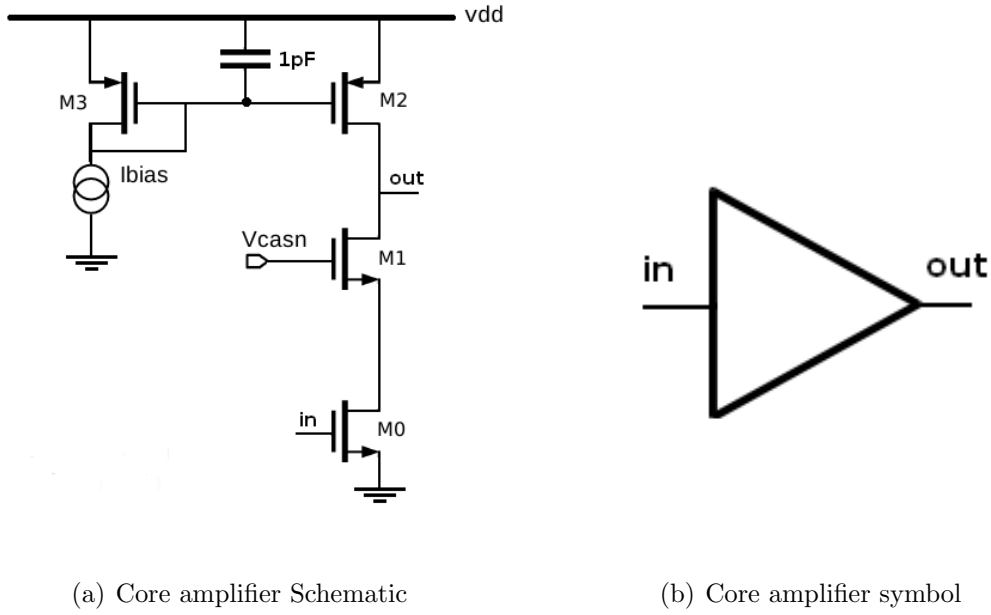 vdd
1pF
M3
M2
Ibias
out
Vcasn
M1
in
M0
in
out
(a) Core amplifier Schematic
(b) Core amplifier symbol